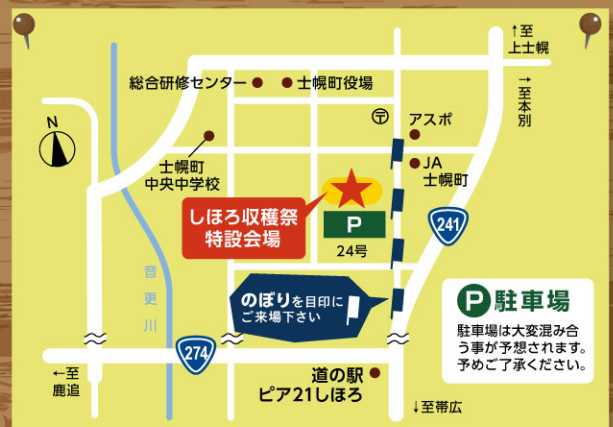 ↑至
上士幌
→至本別
総合研修センター
士幌町役場
〒
アスポ
N
士幌町
中央中学校
JA
士幌町
しほろ収穫祭
特設会場
P
24号
241
音更川
のぼりを目印に
ご来場下さい
P駐車場
駐車場は大変混み合
う事が予想されます。
予めご了承ください。
274
←至
鹿追
道の駅
ピア21しほろ
↓至帯広